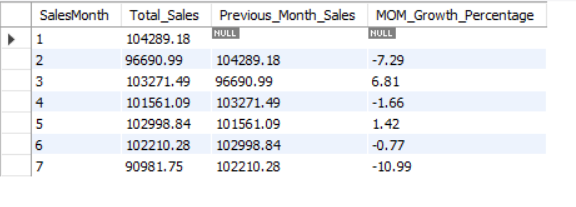 SalesMonth Total_Sales Previous_Month_Sales MOM_Growth_Percentage
1 104289.18 NULL NULL
2 96690.99 104289.18 -7.29
3 103271.49 96690.99 6.81
4 101561.09 103271.49 -1.66
5 102998.84 101561.09 1.42
6 102210.28 102998.84 -0.77
7 90981.75 102210.28 -10.99